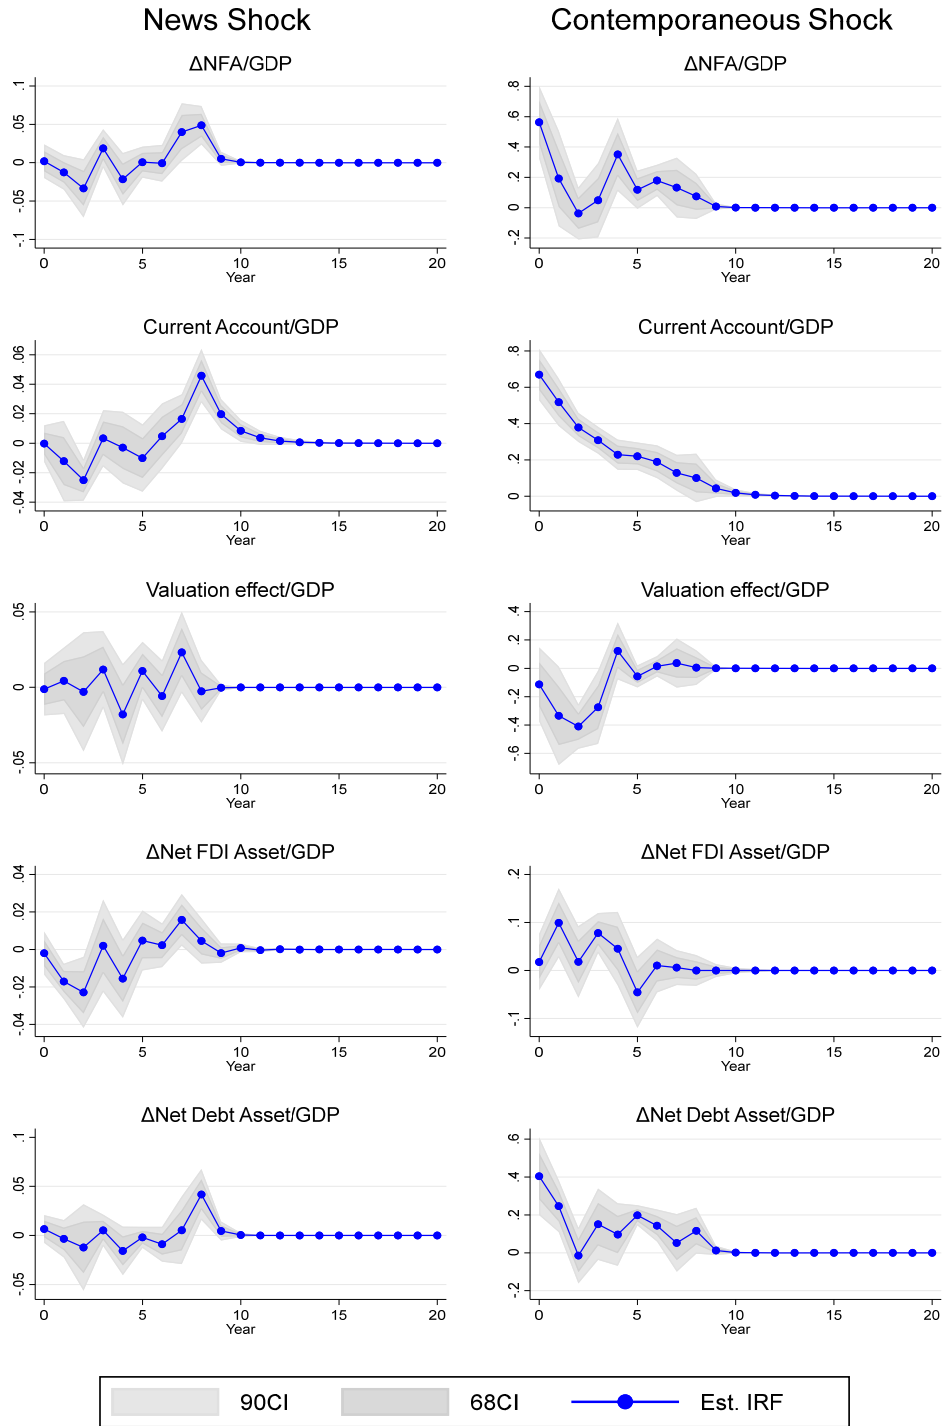 News Shock
Contemporaneous Shock
ΔNFA/GDP
.1
.05
0
-.05
-.1
0 5 10 15 20
Year
ΔNFA/GDP
.8
.6
.4
.2
0
-.2
0 5 10 15 20
Year
Current Account/GDP
.06
.04
.02
0
-.02
-.04
0 5 10 15 20
Year
Current Account/GDP
.8
.6
.4
.2
0
0 5 10 15 20
Year
Valuation effect/GDP
.05
0
-.05
0 5 10 15 20
Year
Valuation effect/GDP
.4
.2
0
-.2
-.4
-.6
0 5 10 15 20
Year
ΔNet FDI Asset/GDP
.04
.02
0
-.02
-.04
0 5 10 15 20
Year
ΔNet FDI Asset/GDP
.2
.1
0
-.1
0 5 10 15 20
Year
ΔNet Debt Asset/GDP
.1
.05
0
-.05
0 5 10 15 20
Year
ΔNet Debt Asset/GDP
.6
.4
.2
0
-.2
0 5 10 15 20
Year
90CI 68CI Est. IRF